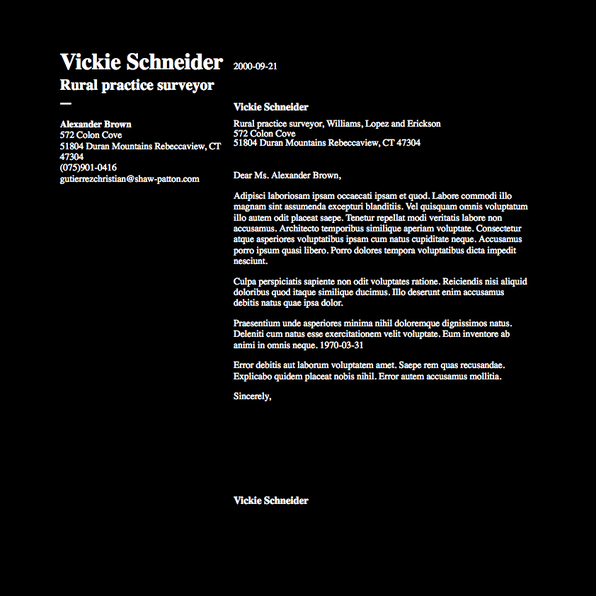 Vickie Schneider
Rural practice surveyor
Alexander Brown
572 Colon Cove
51804 Duran Mountains Rebeccaview, CT
47304
(075)901-0416
gutierrezchristian@shaw-patton.com
2000-09-21
Vickie Schneider
Rural practice surveyor, Williams, Lopez and Erickson
572 Colon Cove
51804 Duran Mountains Rebeccaview, CT 47304
Dear Ms. Alexander Brown,
Adipisci laboriosam ipsam occaecati ipsam et quod. Labore commodi illo
magnam sint assumenda excepturi blanditiis. Vel quisquam omnis voluptatum
illo autem odit placeat saepe. Tenetur repellat modi veritatis labore non
accusamus. Architecto temporibus similique aperiam voluptate. Consectetur
atque asperiores voluptatibus ipsam cum natus cupiditate neque. Accusamus
porro ipsum quasi libero. Porro dolores tempora voluptatibus dicta impedit
nesciunt.
Culpa perspiciatis sapiente non odit voluptates ratione. Reiciendis nisi aliquid
doloribus quod itaque similique ducimus. Illo deserunt enim accusamus
debitis natus quae ipsa dolor.
Praesentium unde asperiores minima nihil doloremque dignissimos natus.
Deleniti cum natus esse exercitationem velit voluptate. Eum inventore ab
animi in omnis neque. 1970-03-31
Error debitis aut laborum voluptatem amet. Saepe rem quas recusandae.
Explicabo quidem placeat nobis nihil. Error autem accusamus mollitia.
Sincerely,
Vickie Schneider